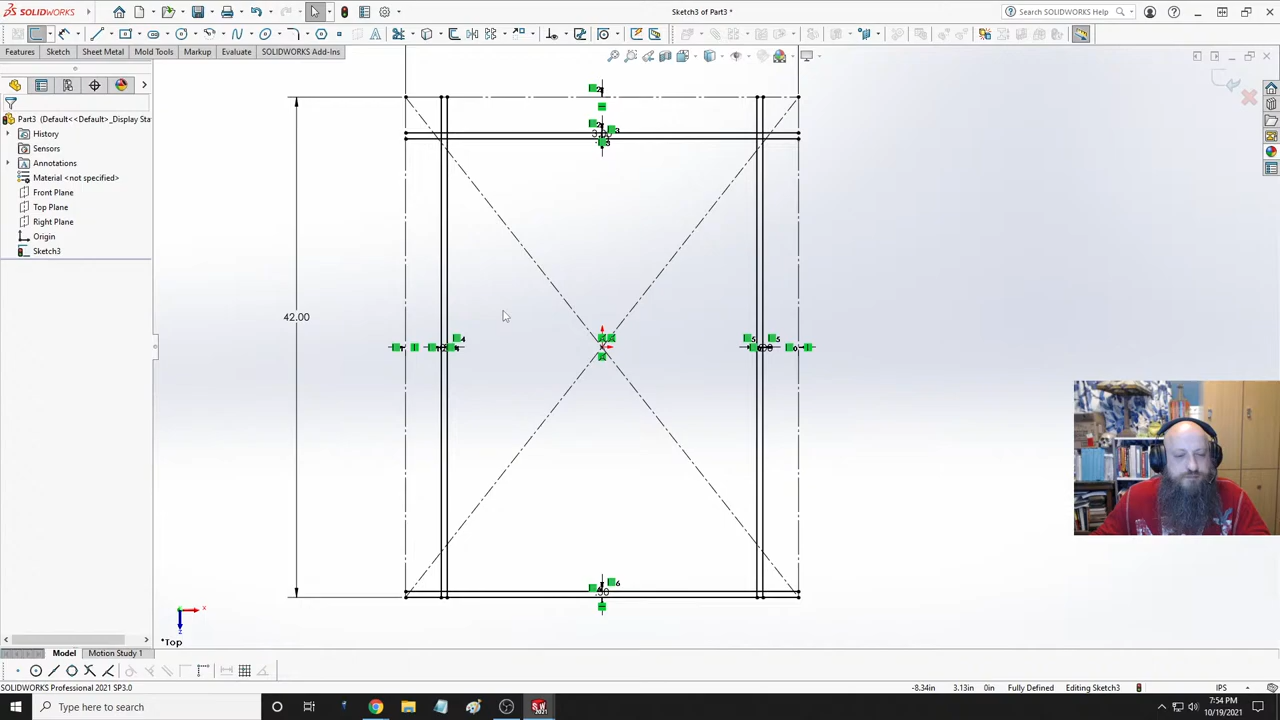 SOLIDWORKS
Sketch3 of Part3 *
Search SOLIDWORKS Help
Features
Sketch
Sheet Metal
Mold Tools
Markup
Evaluate
SOLIDWORKS Add-Ins
Part3 (Default<<Default>_Display Sta
History
Sensors
Annotations
Material <not specified>
Front Plane
Top Plane
Right Plane
Origin
Sketch3
42.00
*Top
Model
Motion Study 1
SOLIDWORKS Professional 2021 SP3.0
-8.34in
3.13in
0in
Fully Defined
Editing Sketch3
IPS
Type here to search
7:54 PM
10/19/2021